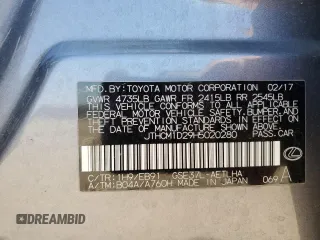 MFD.BY:TOYOTA MOTOR CORPORATION 02/17
GVWR 4735LB GAWR FR 2415LB RR 2545LB
THIS VEHICLE CONFORMS TO ALL APPLICABLE
FEDERAL MOTOR VEHICLE SAFETY, BUMPER,
AND THEFT PREVENTION STANDARDS IN
EFFECT ON THE DATE OF MANUFACTURE
SHOWN ABOVE.
JTHCM1D29H5020280 PASS.CAR
C/TR:1H9/EB91 GSE37L-AETLHA
A/TM:B04A/A760H MADE IN JAPAN 069 A
DREAMBID